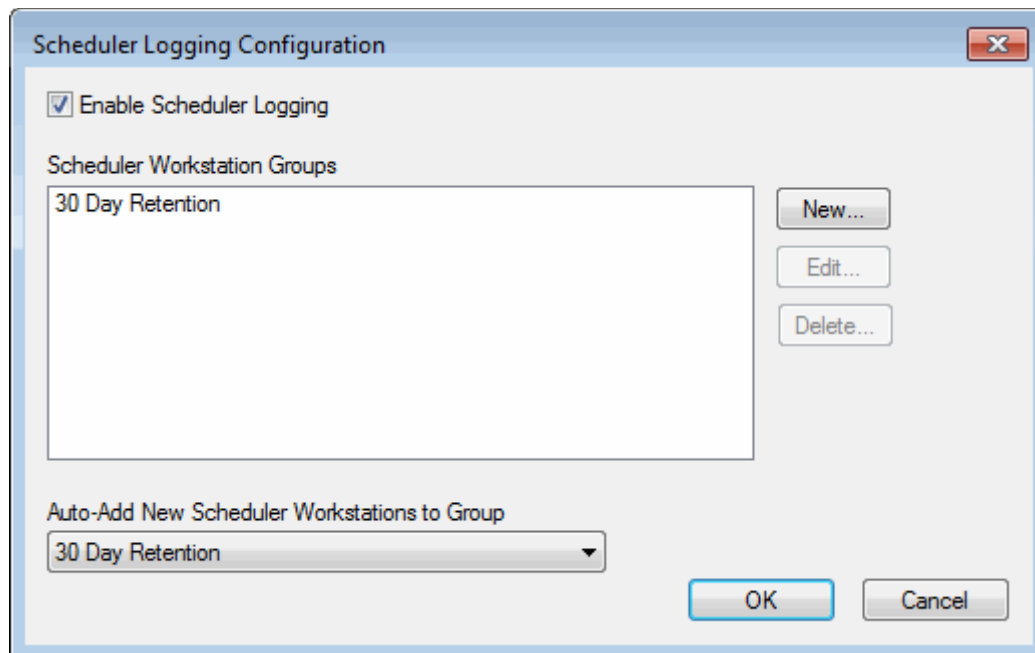 Scheduler Logging Configuration
Enable Scheduler Logging
Scheduler Workstation Groups
30 Day Retention
New...
Edit...
Delete...
Auto-Add New Scheduler Workstations to Group
30 Day Retention
OK
Cancel